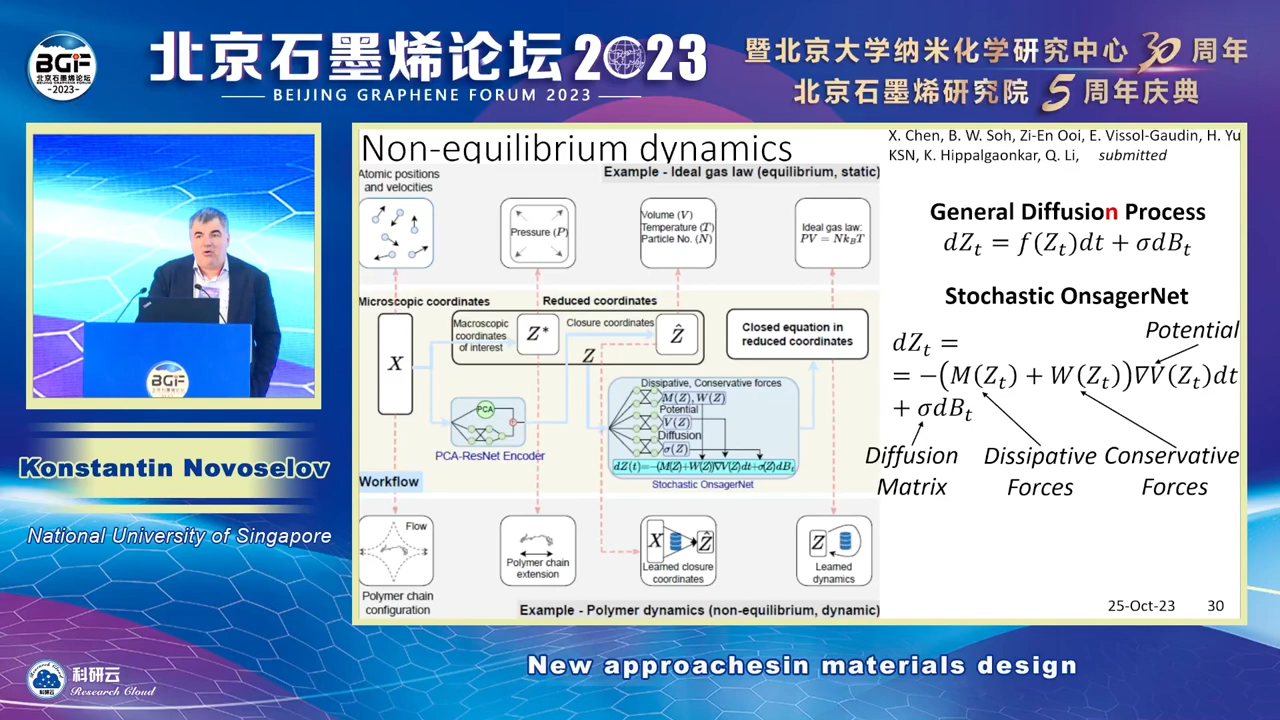 BGIF
北京石墨烯论坛
-2023-
北京石墨烯论坛2023
BEIJING GRAPHENE FORUM 2023
暨北京大学纳米化学研究中心30周年
北京石墨烯研究院5周年庆典
Non-equilibrium dynamics
X. Chen, B. W. Soh, Zi-En Ooi, E. Vissol-Gaudin, H. Yu
KSN, K. Hippalgaonkar, Q. Li, submitted
Example - Ideal gas law (equilibrium, static)
Atomic positions
and velocities
Pressure (P)
Volume (V)
Temperature (T)
Particle No. (N)
Ideal gas law:
PV = Nk_BT
Microscopic coordinates
Reduced coordinates
X
Macroscopic
coordinates
of interest
Z*
Closure coordinates
Ẑ
Z
Closed equation in
reduced coordinates
PCA
PCA-ResNet Encoder
Dissipative, Conservative forces
M(Z), W(Z)
Potential
V(Z)
Diffusion
σ(Z)
dZ(t)=-(M(Z)+W(Z))∇V(Z)dt+σ(Z)dB_t
Stochastic OnsagerNet
Workflow
Flow
Polymer chain
configuration
Polymer chain
extension
X Ẑ
Learned closure
coordinates
Z
Learned
dynamics
Example - Polymer dynamics (non-equilibrium, dynamic)
General Diffusion Process
dZ_t = f(Z_t)dt + σdB_t
Stochastic OnsagerNet
Potential
dZ_t =
= −(M(Z_t) + W(Z_t))∇V(Z_t)dt
+ σdB_t
Diffusion
Matrix
Dissipative
Forces
Conservative
Forces
25-Oct-23 30
BGIF
Konstantin Novoselov
National University of Singapore
New approachesin materials design
科研云
Research Cloud